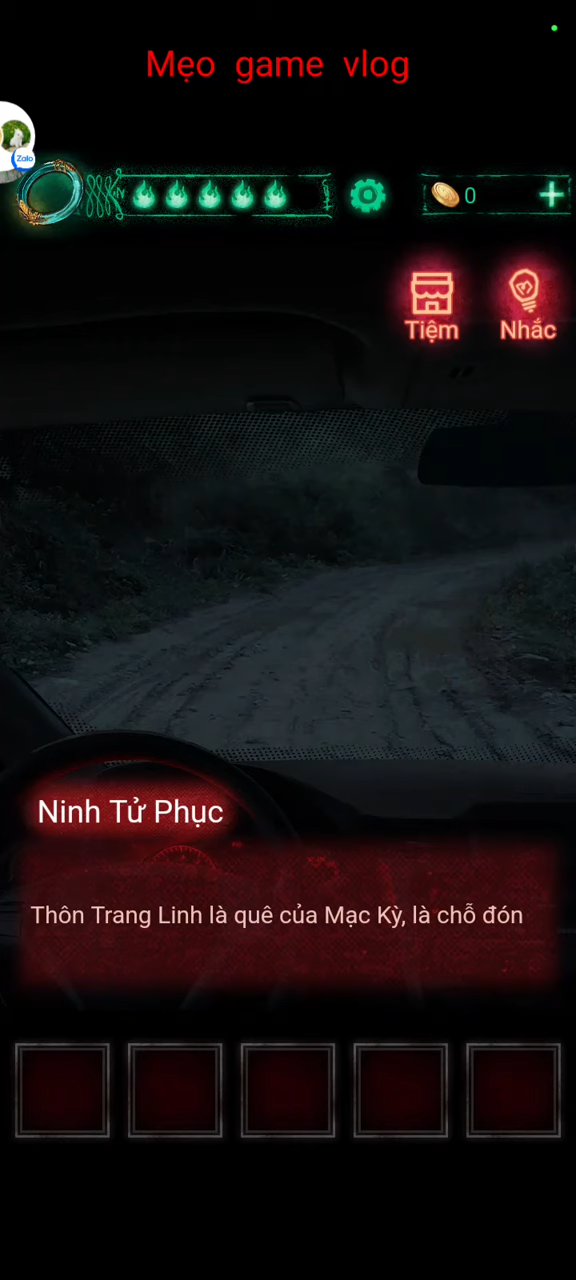 Mẹo game vlog
Zalo
0
Tiệm
Nhắc
Ninh Tử Phục
Thôn Trang Linh là quê của Mạc Kỳ, là chỗ đón